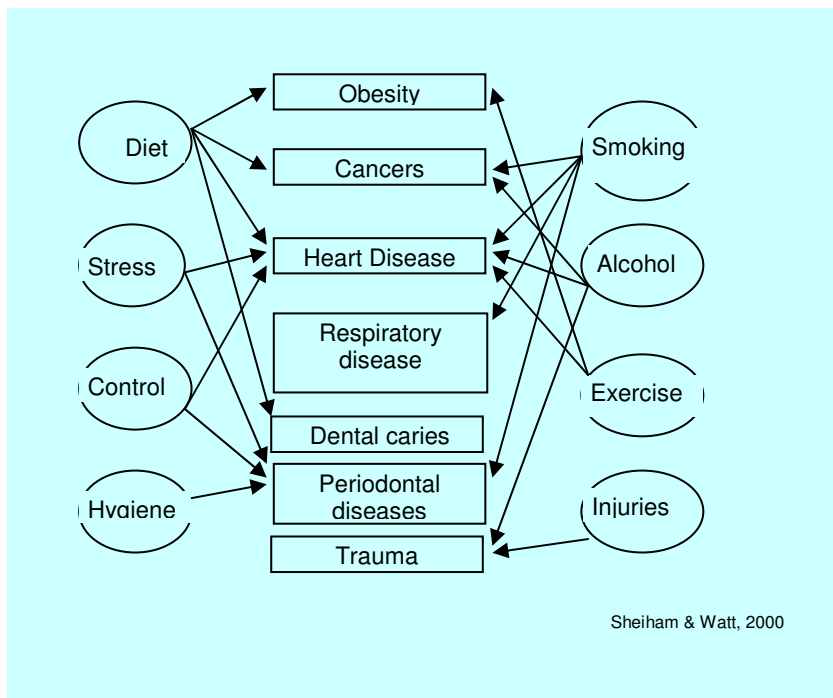 Obesity
Diet
Smoking
Cancers
Stress
Heart Disease
Alcohol
Respiratory
disease
Control
Exercise
Dental caries
Periodontal
diseases
Hygiene
Injuries
Trauma
Sheiham & Watt, 2000